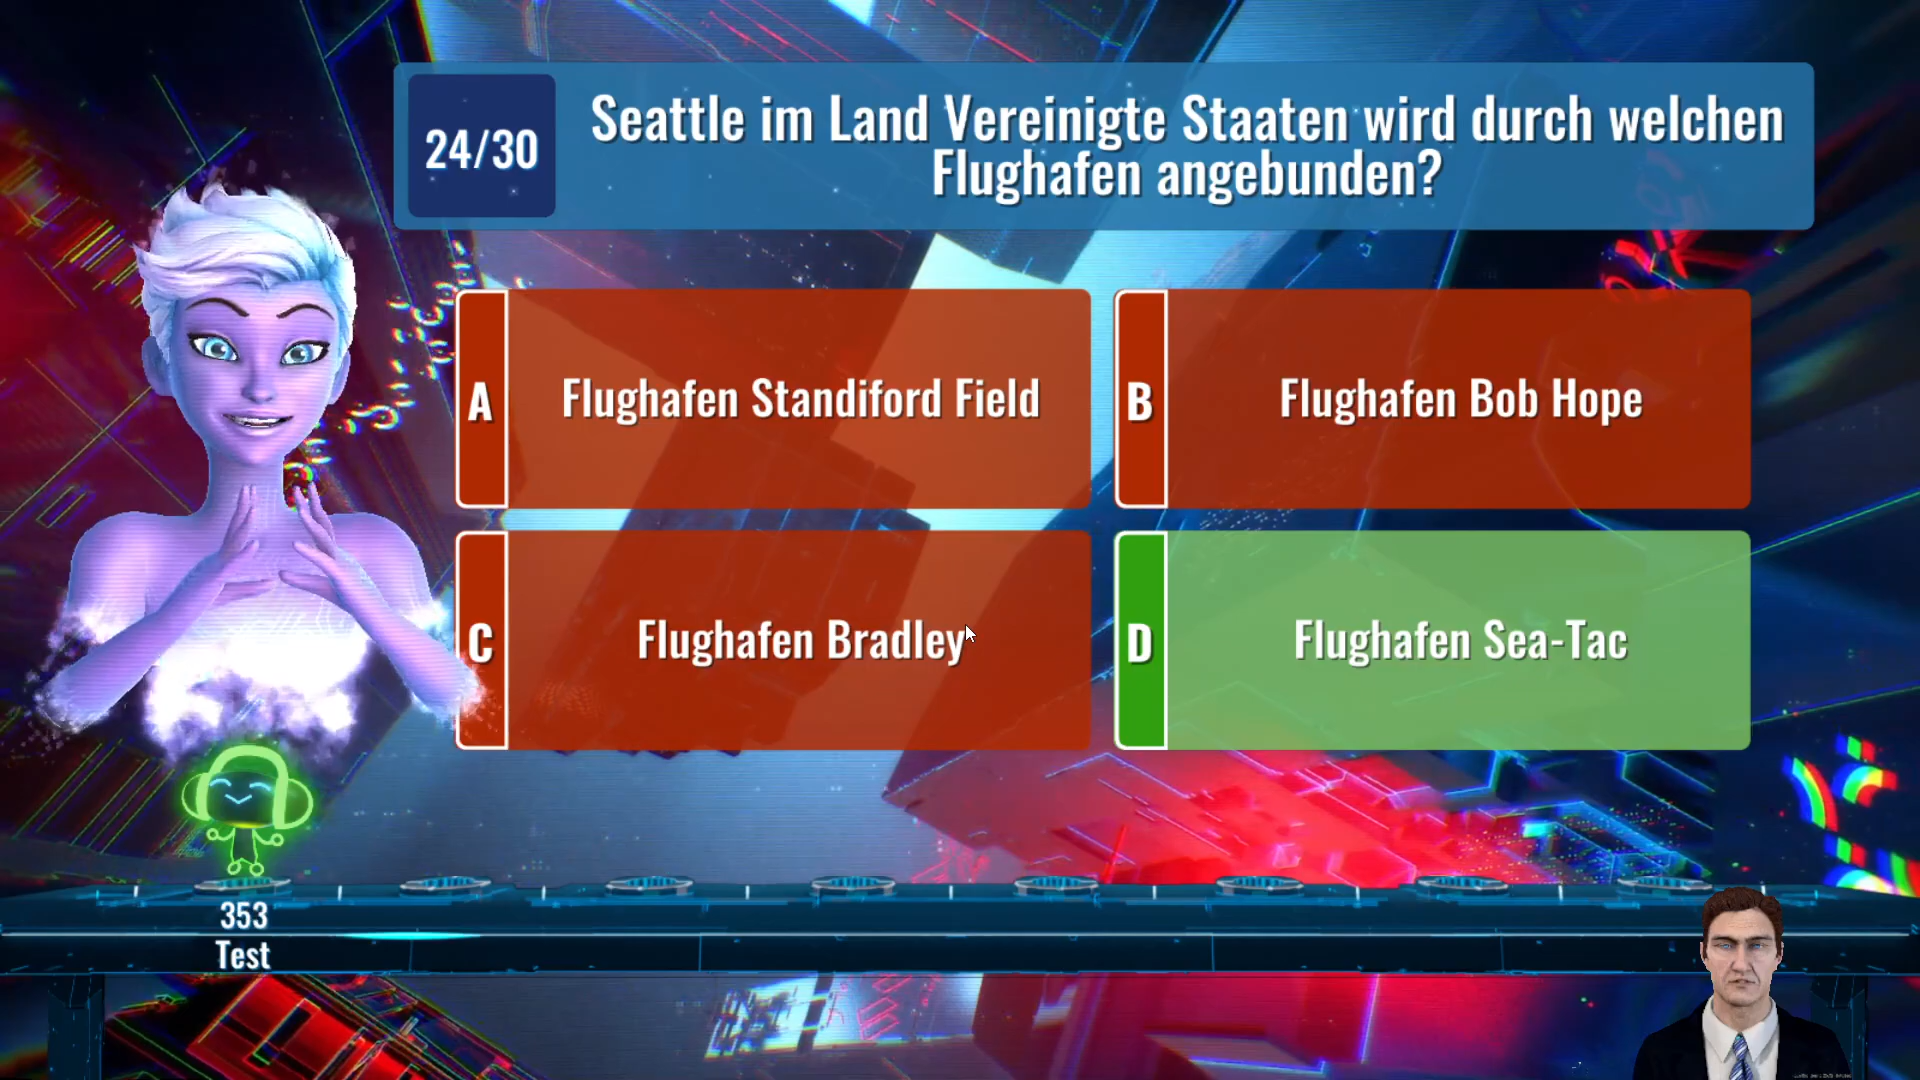 24/30
Seattle im Land Vereinigte Staaten wird durch welchen
Flughafen angebunden?
A
Flughafen Standiford Field
B
Flughafen Bob Hope
C
Flughafen Bradley
D
Flughafen Sea-Tac
353
Test